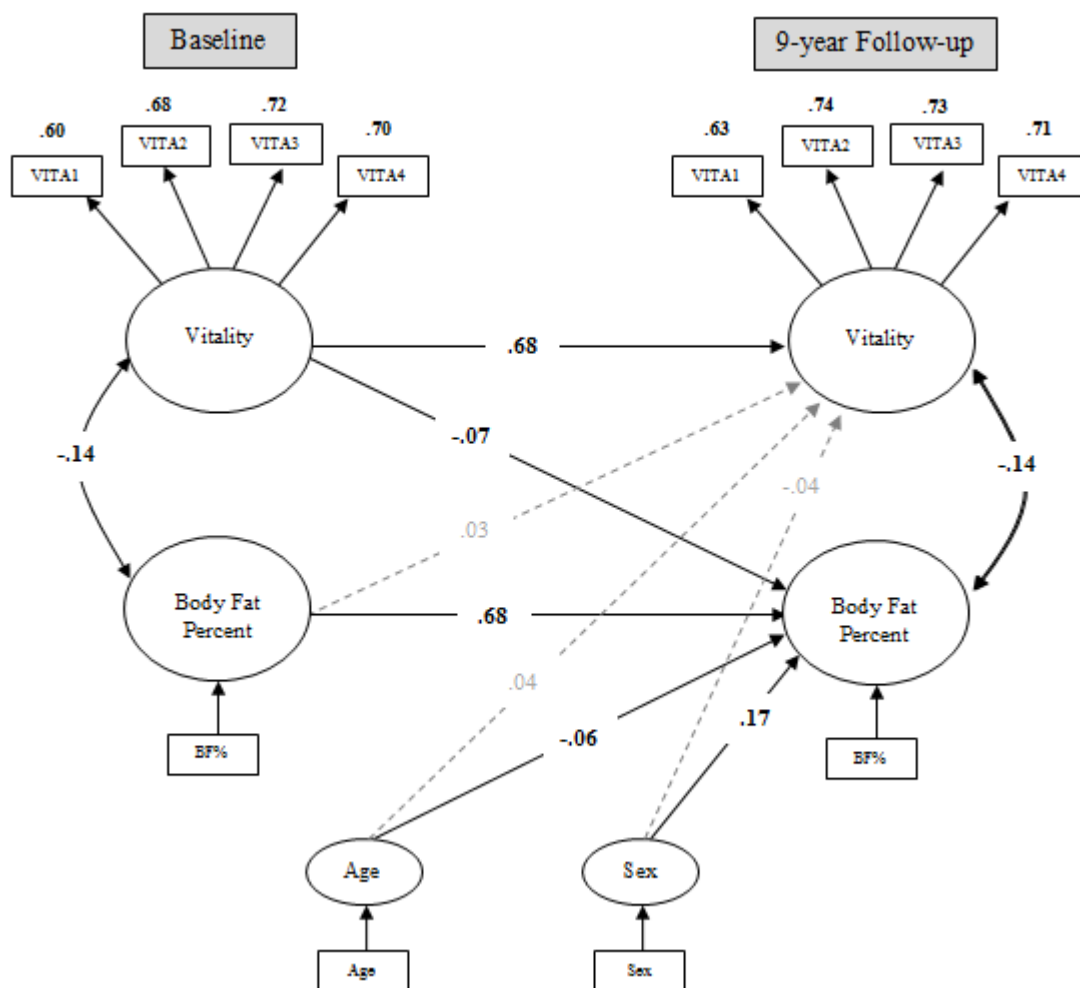 Baseline
9-year Follow-up
.60
.68
.72
.70
.63
.74
.73
.71
VITA1
VITA2
VITA3
VITA4
VITA1
VITA2
VITA3
VITA4
Vitality
.68
Vitality
-.07
-.14
-.14
-.04
.03
Body Fat
Percent
.68
Body Fat
Percent
.04
-.06
.17
BF%
BF%
Age
Sex
Age
Sex